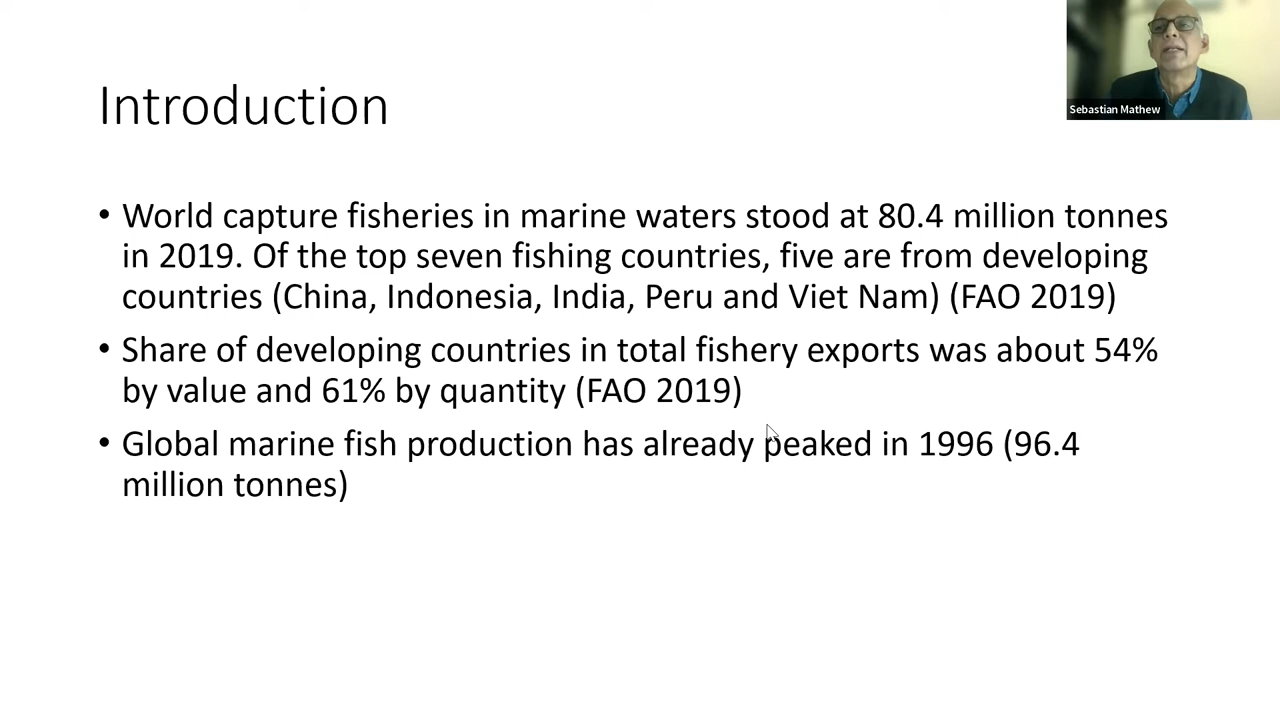 Introduction
Sebastian Mathew
• World capture fisheries in marine waters stood at 80.4 million tonnes
in 2019. Of the top seven fishing countries, five are from developing
countries (China, Indonesia, India, Peru and Viet Nam) (FAO 2019)
• Share of developing countries in total fishery exports was about 54%
by value and 61% by quantity (FAO 2019)
• Global marine fish production has already peaked in 1996 (96.4
million tonnes)